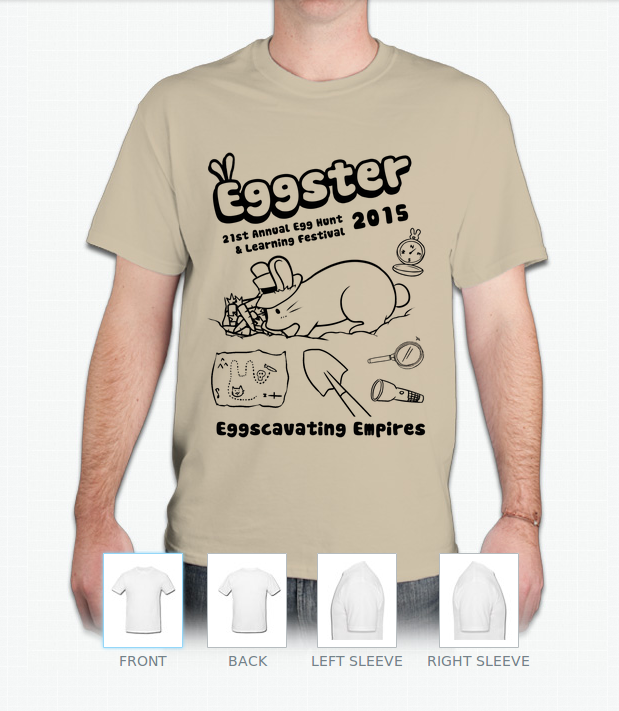 Eggster
21st Annual Egg Hunt
& Learning Festival
2015
Eggscavating Empires
FRONT
BACK
LEFT SLEEVE
RIGHT SLEEVE